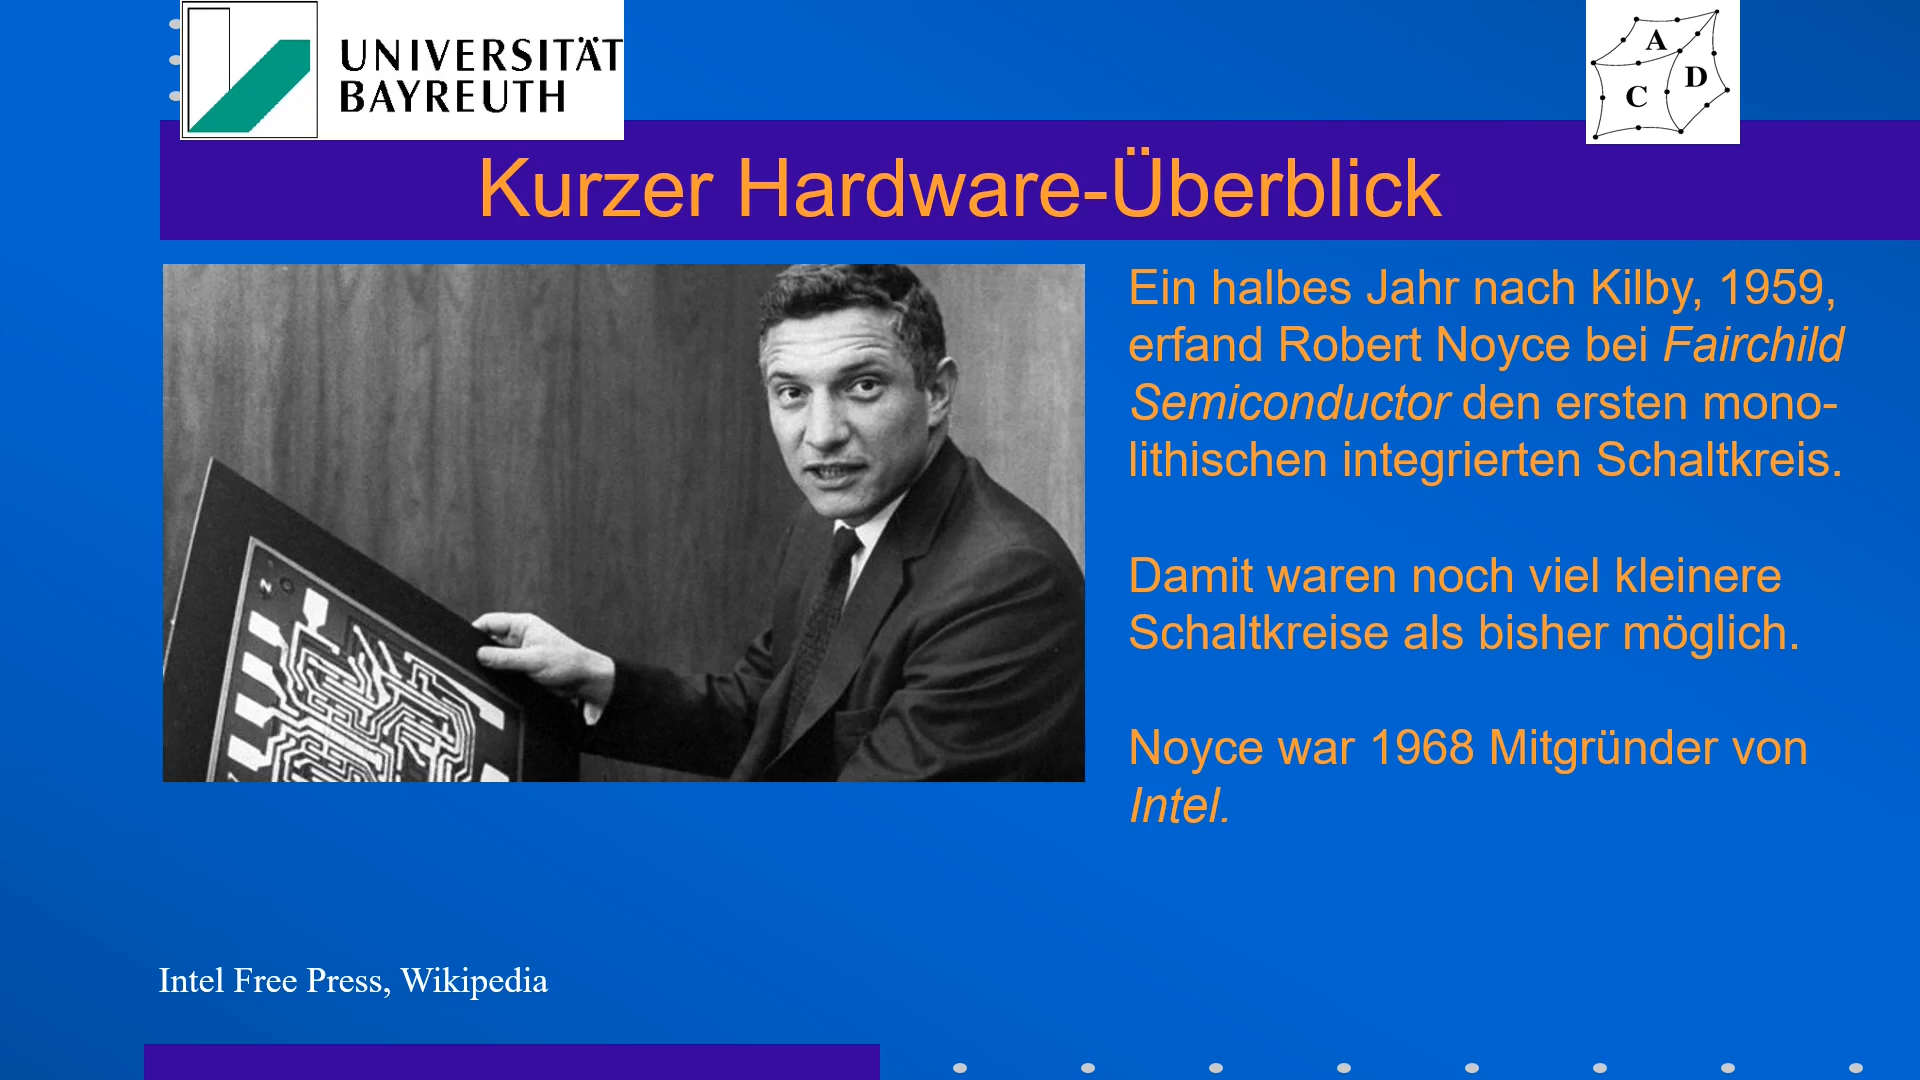 UNIVERSITÄT
BAYREUTH
A
D
C
Kurzer Hardware-Überblick
Ein halbes Jahr nach Kilby, 1959,
erfand Robert Noyce bei Fairchild
Semiconductor den ersten mono-
lithischen integrierten Schaltkreis.
Damit waren noch viel kleinere
Schaltkreise als bisher möglich.
Noyce war 1968 Mitgründer von
Intel.
Intel Free Press, Wikipedia